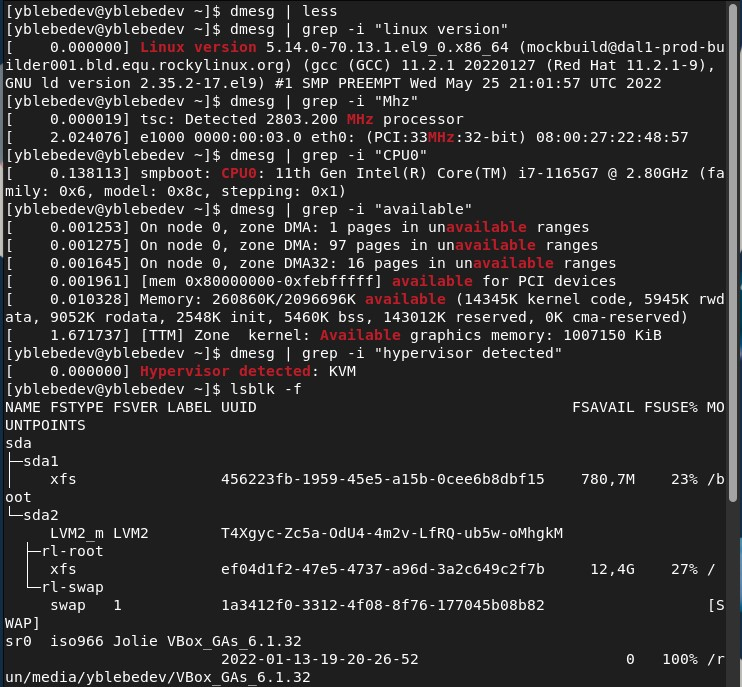 [yblebedev@yblebedev ~]$ dmesg | less
[yblebedev@yblebedev ~]$ dmesg | grep -i "linux version"
[    0.000000] Linux version 5.14.0-70.13.1.el9_0.x86_64 (mockbuild@dal1-prod-bu
ilder001.bld.equ.rockylinux.org) (gcc (GCC) 11.2.1 20220127 (Red Hat 11.2.1-9),
GNU ld version 2.35.2-17.el9) #1 SMP PREEMPT Wed May 25 21:01:57 UTC 2022
[yblebedev@yblebedev ~]$ dmesg | grep -i "Mhz"
[    0.000019] tsc: Detected 2803.200 MHz processor
[    2.024076] e1000 0000:00:03.0 eth0: (PCI:33MHz:32-bit) 08:00:27:22:48:57
[yblebedev@yblebedev ~]$ dmesg | grep -i "CPU0"
[    0.138113] smpboot: CPU0: 11th Gen Intel(R) Core(TM) i7-1165G7 @ 2.80GHz (fa
mily: 0x6, model: 0x8c, stepping: 0x1)
[yblebedev@yblebedev ~]$ dmesg | grep -i "available"
[    0.001253] On node 0, zone DMA: 1 pages in unavailable ranges
[    0.001275] On node 0, zone DMA: 97 pages in unavailable ranges
[    0.001645] On node 0, zone DMA32: 16 pages in unavailable ranges
[    0.001961] [mem 0x80000000-0xfebfffff] available for PCI devices
[    0.010328] Memory: 260860K/2096696K available (14345K kernel code, 5945K rwd
ata, 9052K rodata, 2548K init, 5460K bss, 143012K reserved, 0K cma-reserved)
[    1.671737] [TTM] Zone  kernel: Available graphics memory: 1007150 KiB
[yblebedev@yblebedev ~]$ dmesg | grep -i "hypervisor detected"
[    0.000000] Hypervisor detected: KVM
[yblebedev@yblebedev ~]$ lsblk -f
NAME FSTYPE FSVER LABEL UUID                                   FSAVAIL FSUSE% MO
UNTPOINTS
sda
├─sda1
│    xfs                456223fb-1959-45e5-a15b-0cee6b8dbf15    780,7M    23% /b
oot
└─sda2
     LVM2_m LVM2        T4Xgyc-Zc5a-OdU4-4m2v-LfRQ-ub5w-oMhgkM
  ├─rl-root
  │  xfs                ef04d1f2-47e5-4737-a96d-3a2c649c2f7b     12,4G    27% /
  └─rl-swap
     swap   1           1a3412f0-3312-4f08-8f76-177045b08b82                  [S
WAP]
sr0  iso966 Jolie VBox_GAs_6.1.32
                        2022-01-13-19-20-26-52                       0   100% /r
un/media/yblebedev/VBox_GAs_6.1.32